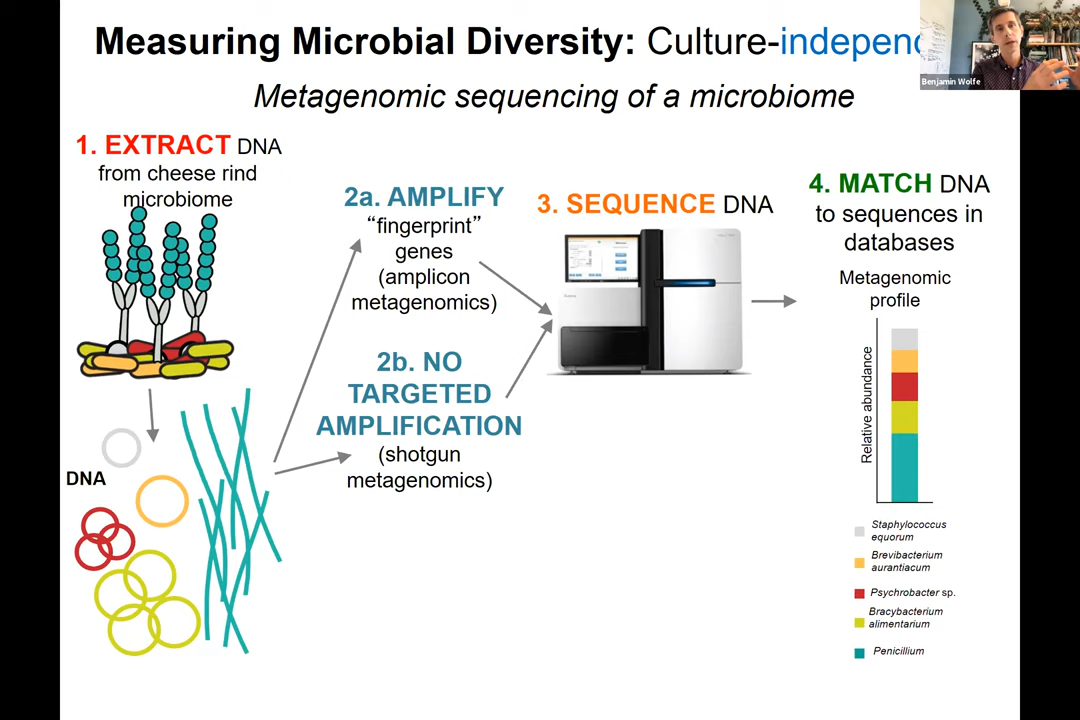 Measuring Microbial Diversity: Culture-independ
Metagenomic sequencing of a microbiome
Benjamin Wolfe
1. EXTRACT DNA
from cheese rind
microbiome
DNA
2a. AMPLIFY
“fingerprint”
genes
(amplicon
metagenomics)
2b. NO
TARGETED
AMPLIFICATION
(shotgun
metagenomics)
3. SEQUENCE DNA
4. MATCH DNA
to sequences in
databases
Metagenomic
profile
Relative abundance
Staphylococcus
equorum
Brevibacterium
aurantiacum
Psychrobacter sp.
Bracybacterium
alimentarium
Penicillium